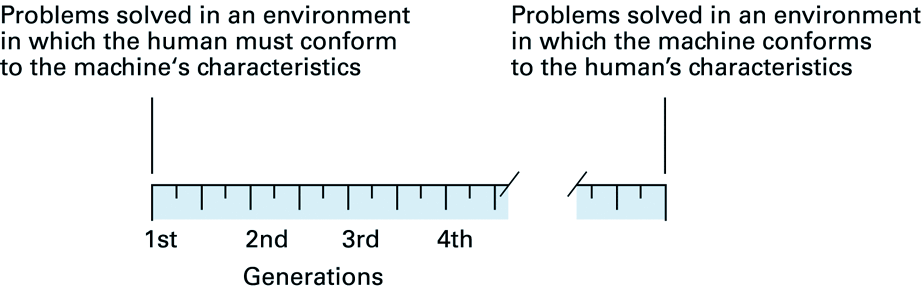 Problems solved in an environment
in which the human must conform
to the machine‘s characteristics
Problems solved in an environment
in which the machine conforms
to the human’s characteristics
1st 2nd 3rd 4th
Generations